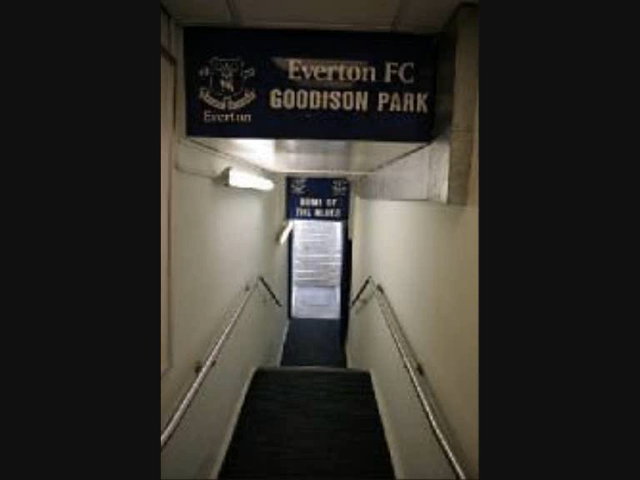 Everton FC
GOODISON PARK
Everton
HOME OF
THE BLUES